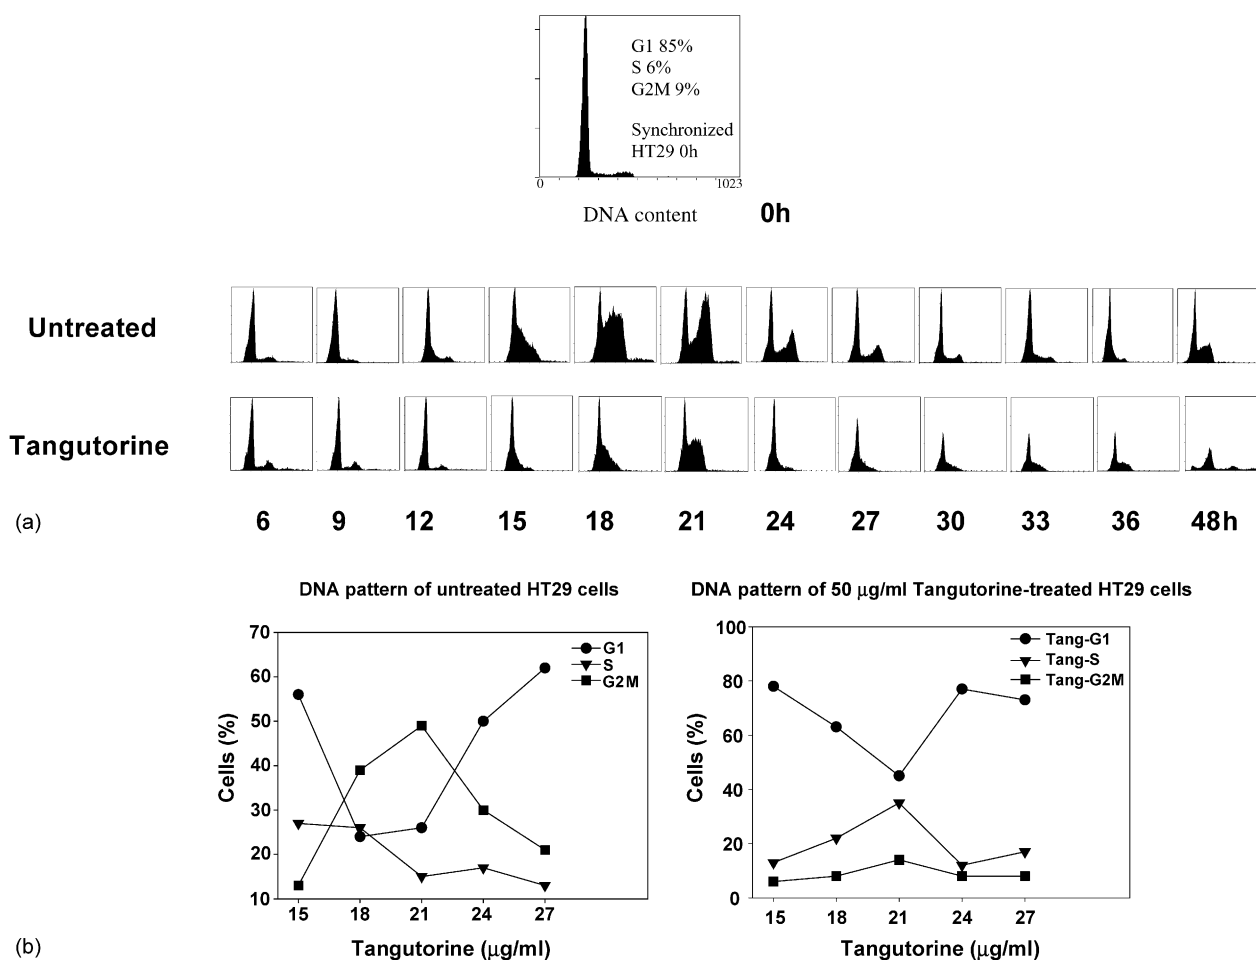 G1 85%
S 6%
G2M 9%
Synchronized
HT29 0h
0 1023
DNA content 0h
Untreated
Tangutorine
(a) 6 9 12 15 18 21 24 27 30 33 36 48h
DNA pattern of untreated HT29 cells
70
60
50
40
30
20
10
Cells (%)
G1
S
G2M
15 18 21 24 27
Tangutorine (μg/ml)
DNA pattern of 50 μg/ml Tangutorine-treated HT29 cells
100
80
60
40
20
0
Cells (%)
Tang-G1
Tang-S
Tang-G2M
15 18 21 24 27
Tangutorine (μg/ml)
(b)